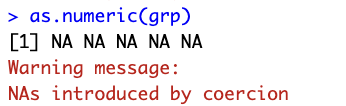 > as.numeric(grp)
[1] NA NA NA NA NA
Warning message:
NAs introduced by coercion